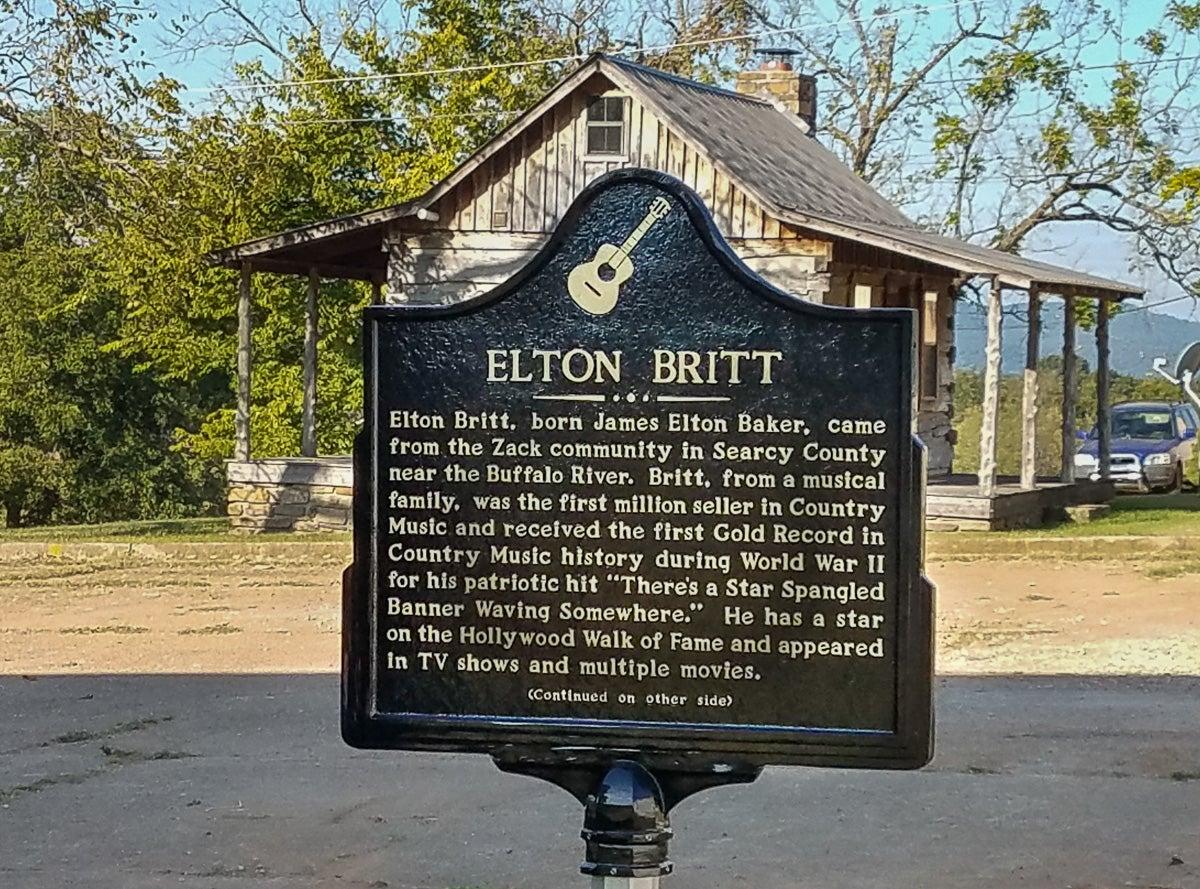 ELTON BRITT
Elton Britt, born James Elton Baker, came
from the Zack community in Searcy County
near the Buffalo River. Britt, from a musical
family, was the first million seller in Country
Music and received the first Gold Record in
Country Music history during World War II
for his patriotic hit "There's a Star Spangled
Banner Waving Somewhere." He has a star
on the Hollywood Walk of Fame and appeared
in TV shows and multiple movies.
(Continued on other side)